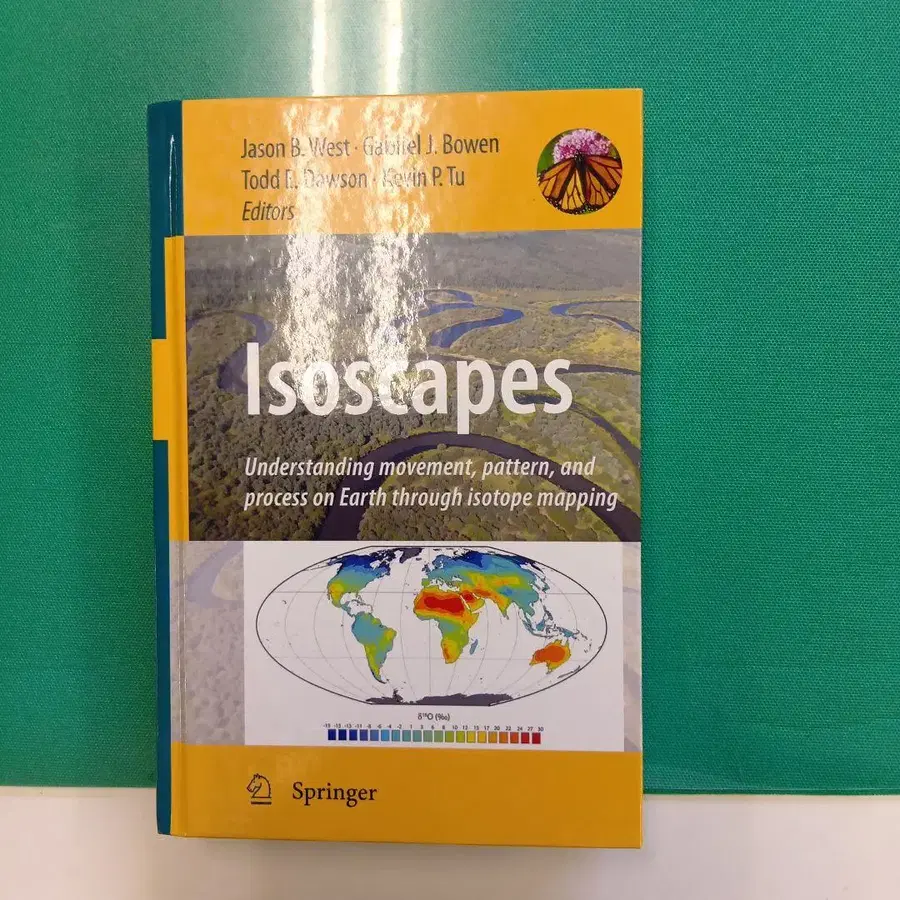 Jason B. West · Gabriel J. Bowen
Todd E. Dawson · Kevin P. Tu
Editors
Isoscapes
Understanding movement, pattern, and
process on Earth through isotope mapping
δ¹⁸O (‰)
Springer